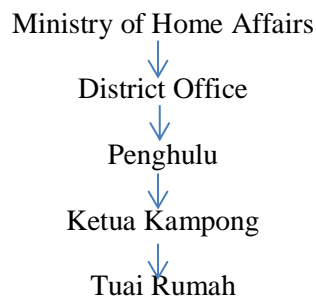 Ministry of Home Affairs
District Office
Penghulu
Ketua Kampong
Tuai Rumah